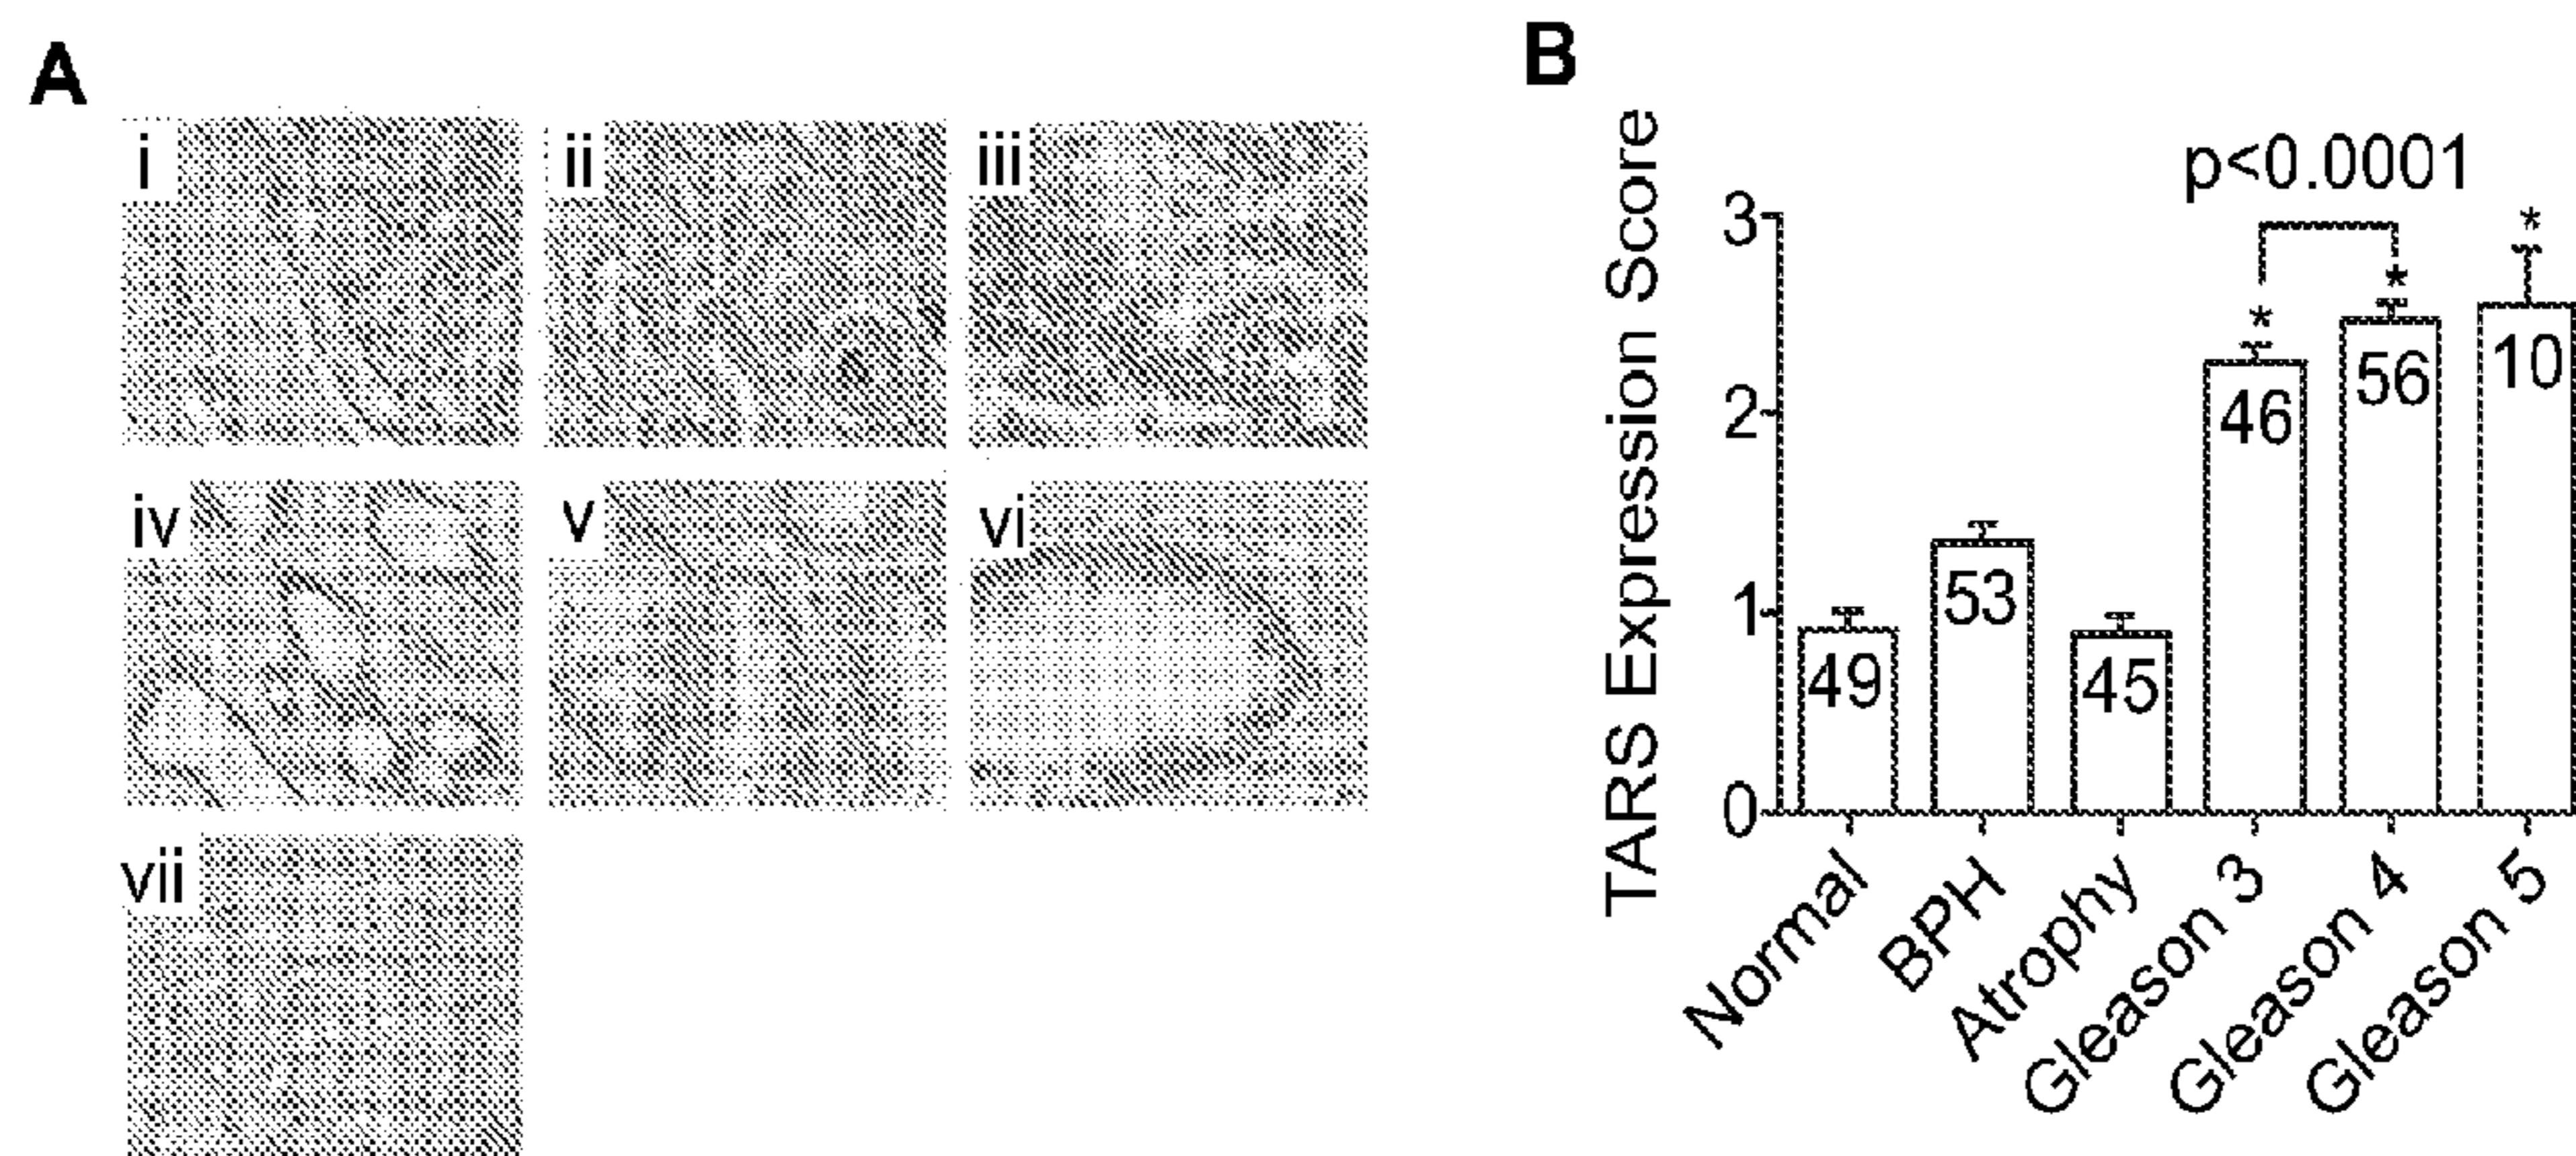 A
i
ii
iii
iv
v
vi
vii
B
TARS Expression Score
p<0.0001
3
2
1
0
*
*
*
49
53
45
46
56
10
Normal
BPH
Atrophy
Gleason 3
Gleason 4
Gleason 5